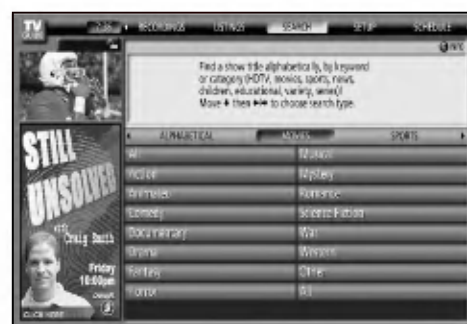 TV GUIDE
RECORDINGS LISTINGS SEARCH SETUP SCHEDULE
INFO
Find a show title alphabetically, by keyword
or category (HDTV, movies, sports, news,
children, educational, variety, series)!
Move then to choose search type.
ALPHABETICAL MOVIES SPORTS
All Musical
Action Mystery
Animated Romance
Comedy Science Fiction
Documentary War
Drama Western
Fantasy Other
Horror All
STILL
UNSOLVED
with
Craig Smith
Friday
10:00pm
CLICK HERE